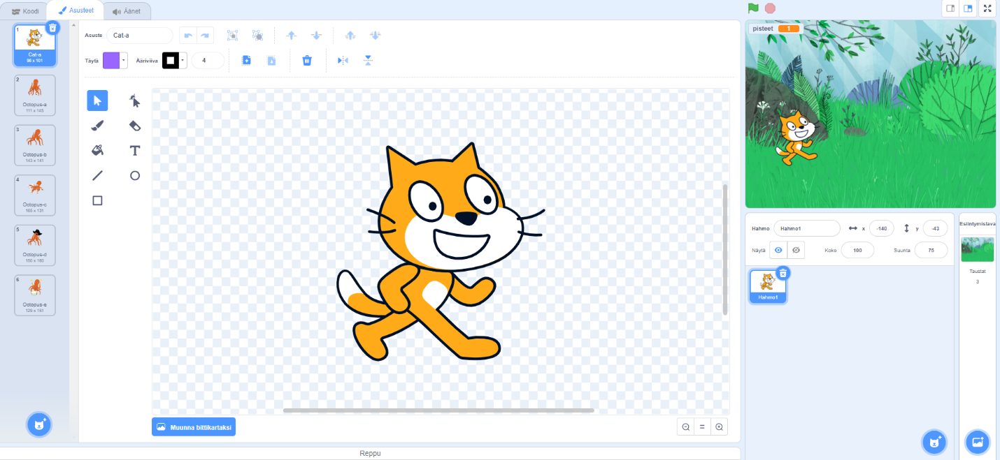 Koodi
Asusteet
Äänet
1
Cat-a
96 x 101
2
Octopus-a
111 x 145
3
Octopus-b
143 x 141
4
Octopus-c
165 x 131
5
Octopus-d
150 x 160
6
Octopus-e
129 x 151
Asuste Cat-a
Täytä
Ääriviiva
4
T
Muunna bittikartaksi
Reppu
pisteet 1
Hahmo Hahmo1 x -140 y -43
Näytä Koko 100 Suunta 75
Hahmo1
Esiintymislava
Taustat
3